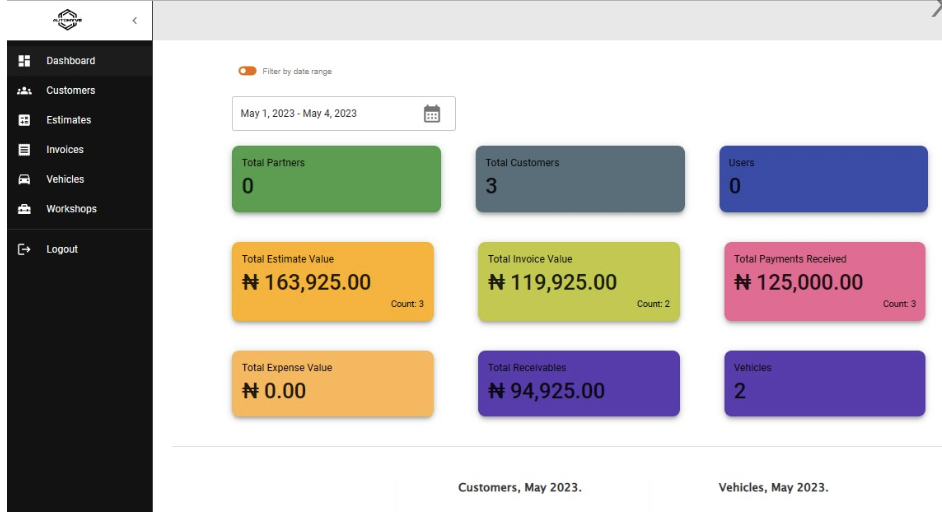 AUTOHYVE
Dashboard
Customers
Estimates
Invoices
Vehicles
Workshops
Logout
Filter by date range
May 1, 2023 - May 4, 2023
Total Partners
0
Total Customers
3
Users
0
Total Estimate Value
₦ 163,925.00
Count: 3
Total Invoice Value
₦ 119,925.00
Count: 2
Total Payments Received
₦ 125,000.00
Count: 3
Total Expense Value
₦ 0.00
Total Receivables
₦ 94,925.00
Vehicles
2
Customers, May 2023.
Vehicles, May 2023.